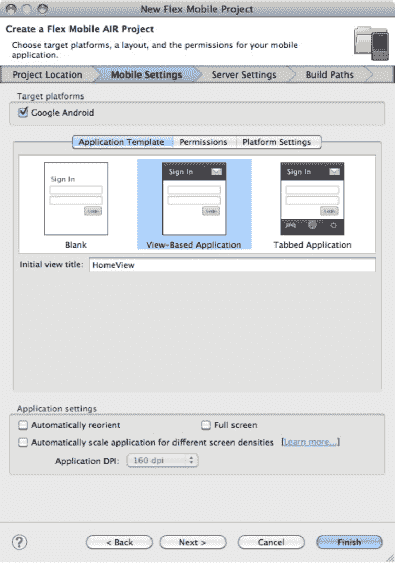 New Flex Mobile Project
Create a Flex Mobile AIR Project
Choose target platforms, a layout, and the permissions for your mobile
application.
Project Location Mobile Settings Server Settings Build Paths
Target platforms
Google Android
Application Template Permissions Platform Settings
Sign In Sign In Sign In
Blank View-Based Application Tabbed Application
Initial view title: HomeView
Application settings
Automatically reorient Full screen
Automatically scale application for different screen densities [Learn more...]
Application DPI: 160 dpi
? < Back Next > Cancel Finish